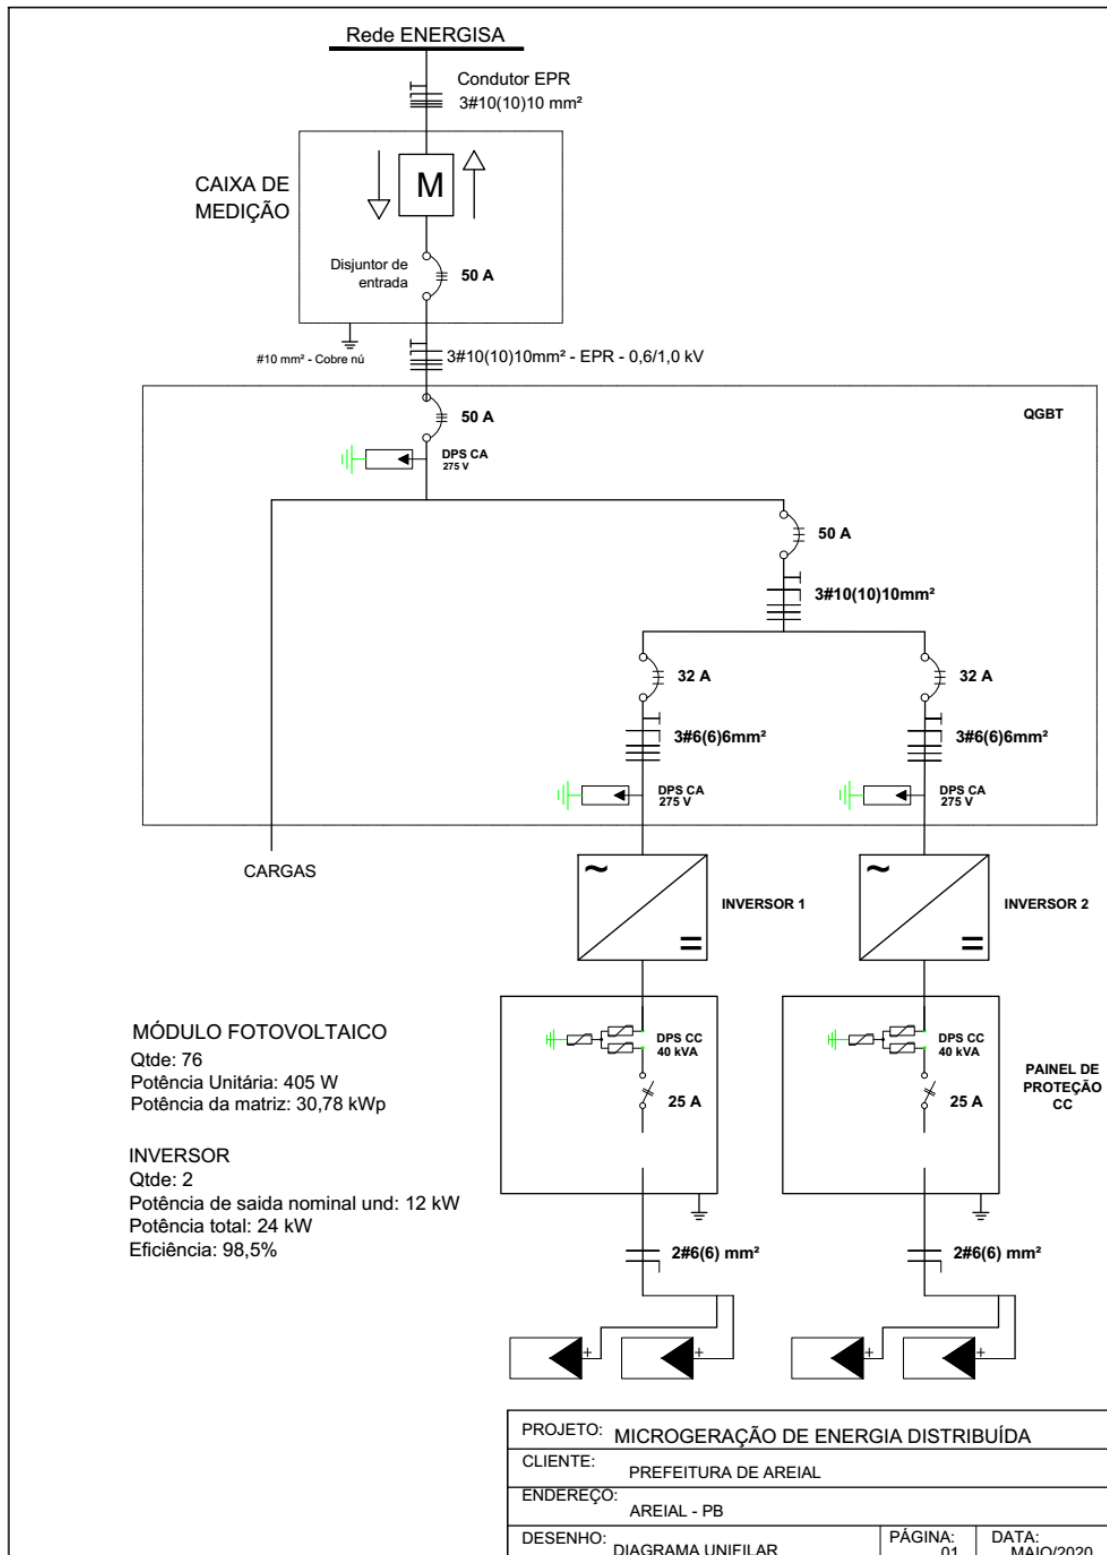 Rede ENERGISA
Condutor EPR
3#10(10)10 mm²
CAIXA DE
MEDIÇÃO
M
Disjuntor de
entrada
50 A
#10 mm² - Cobre nú
3#10(10)10mm² - EPR - 0,6/1,0 kV
50 A
QGBT
DPS CA
275 V
50 A
3#10(10)10mm²
32 A
32 A
3#6(6)6mm²
3#6(6)6mm²
DPS CA
275 V
DPS CA
275 V
CARGAS
~
=
INVERSOR 1
~
=
INVERSOR 2
DPS CC
40 kVA
25 A
DPS CC
40 kVA
25 A
PAINEL DE
PROTEÇÃO
CC
MÓDULO FOTOVOLTAICO
Qtde: 76
Potência Unitária: 405 W
Potência da matriz: 30,78 kWp
INVERSOR
Qtde: 2
Potência de saida nominal und: 12 kW
Potência total: 24 kW
Eficiência: 98,5%
2#6(6) mm²
2#6(6) mm²
+
+
+
+
PROJETO: MICROGERAÇÃO DE ENERGIA DISTRIBUÍDA
CLIENTE: PREFEITURA DE AREIAL
ENDEREÇO: AREIAL - PB
DESENHO: DIAGRAMA UNIFILAR
PÁGINA: 01
DATA: MAIO/2020